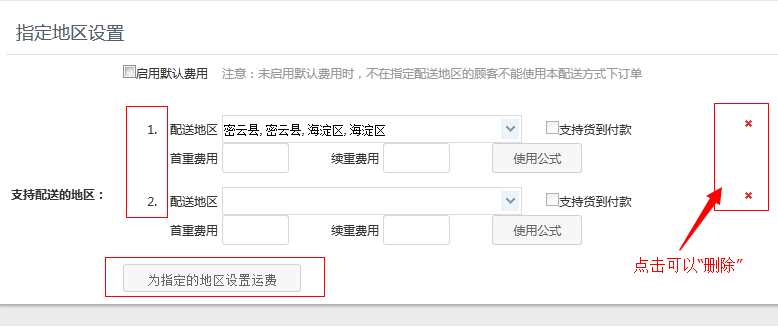 指定地区设置
启用默认费用 注意：未启用默认费用时，不在指定配送地区的顾客不能使用本配送方式下订单
1. 配送地区 密云县, 密云县, 海淀区, 海淀区 支持货到付款
首重费用 续重费用 使用公式
支持配送的地区：
2. 配送地区 支持货到付款
首重费用 续重费用 使用公式
点击可以“删除”
为指定的地区设置运费